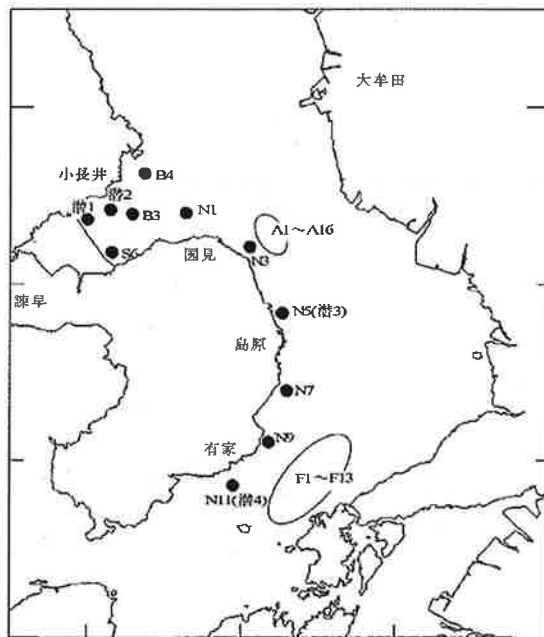 大牟田
小長井
B4
潜1
潜2
B3
N1
A1～A16
S6
国見
N3
諫早
N5(潜3)
島原
N7
有家
N9
F1～F13
N11(潜4)